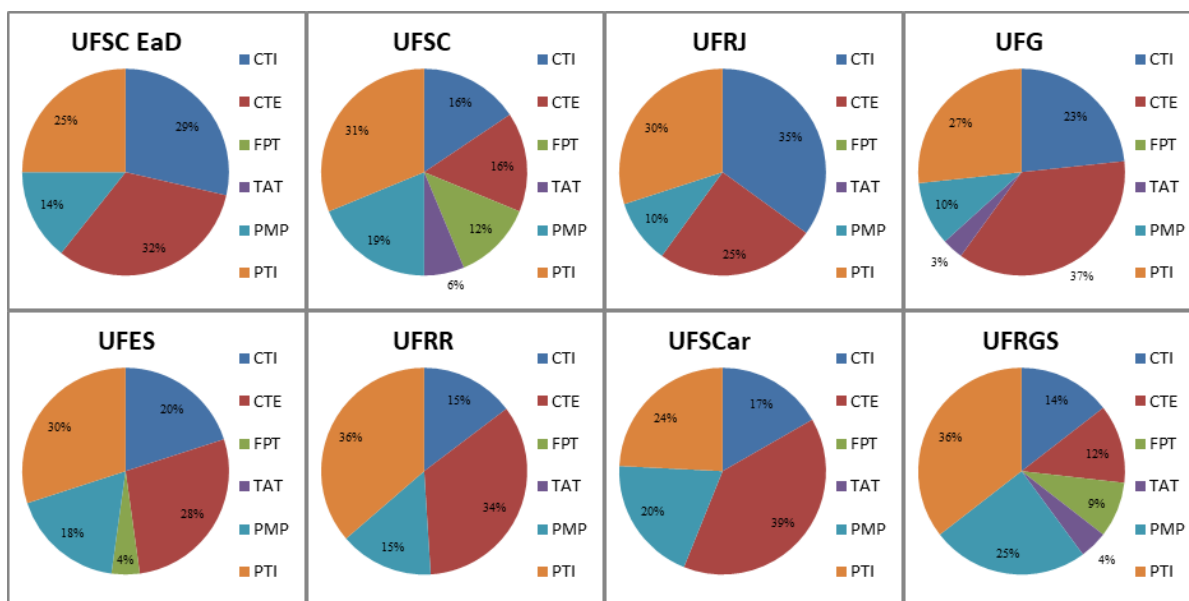 UFSC EaD
29%
32%
14%
25%
CTI
CTE
FPT
TAT
PMP
PTI
UFSC
16%
16%
12%
6%
19%
31%
CTI
CTE
FPT
TAT
PMP
PTI
UFRJ
35%
25%
10%
30%
CTI
CTE
FPT
TAT
PMP
PTI
UFG
23%
37%
3%
10%
27%
CTI
CTE
FPT
TAT
PMP
PTI
UFES
20%
28%
4%
18%
30%
CTI
CTE
FPT
TAT
PMP
PTI
UFRR
15%
34%
15%
36%
CTI
CTE
FPT
TAT
PMP
PTI
UFSCar
17%
39%
20%
24%
CTI
CTE
FPT
TAT
PMP
PTI
UFRGS
14%
12%
9%
4%
25%
36%
CTI
CTE
FPT
TAT
PMP
PTI